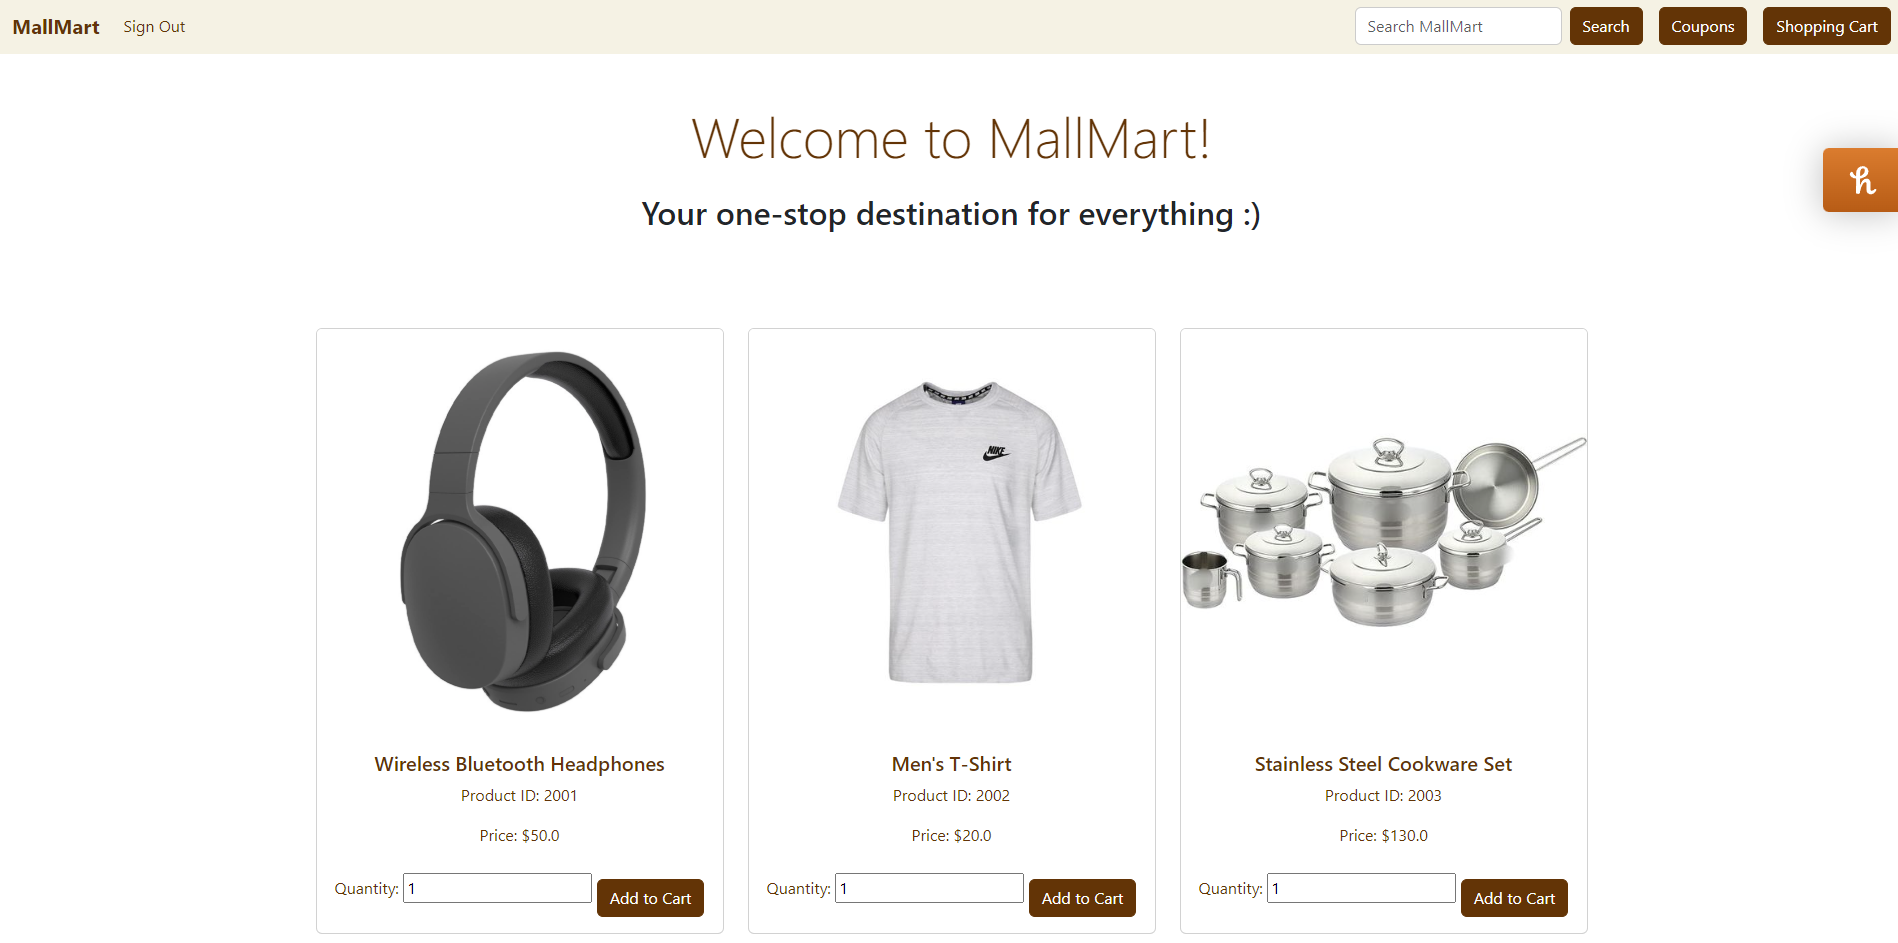 MallMart Sign Out Search MallMart Search Coupons Shopping Cart
Welcome to MallMart!
Your one-stop destination for everything :)
NIKE
Wireless Bluetooth Headphones
Product ID: 2001
Price: $50.0
Quantity: 1 Add to Cart
Men's T-Shirt
Product ID: 2002
Price: $20.0
Quantity: 1 Add to Cart
Stainless Steel Cookware Set
Product ID: 2003
Price: $130.0
Quantity: 1 Add to Cart